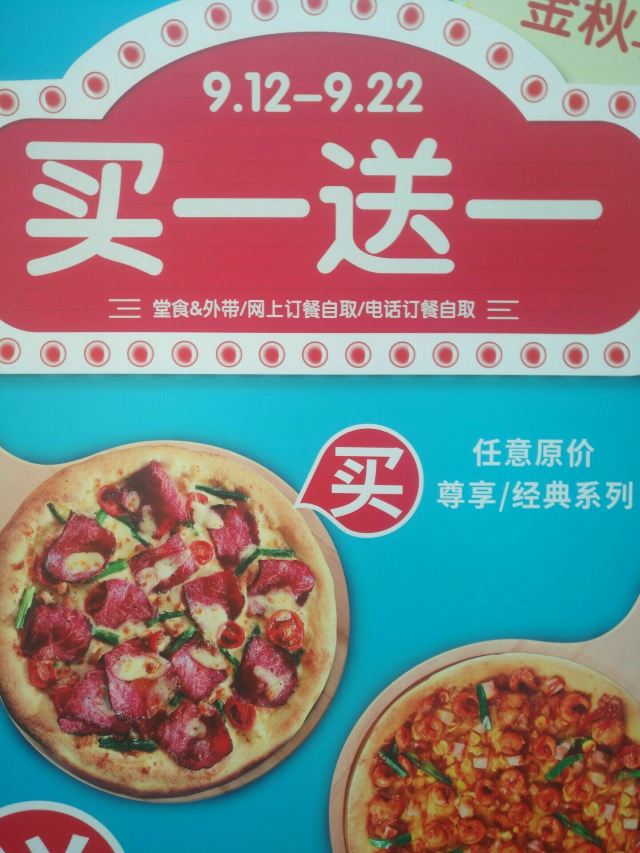 金秋
9.12-9.22
买一送一
堂食&外带/网上订餐自取/电话订餐自取
买
任意原价
尊享/经典系列